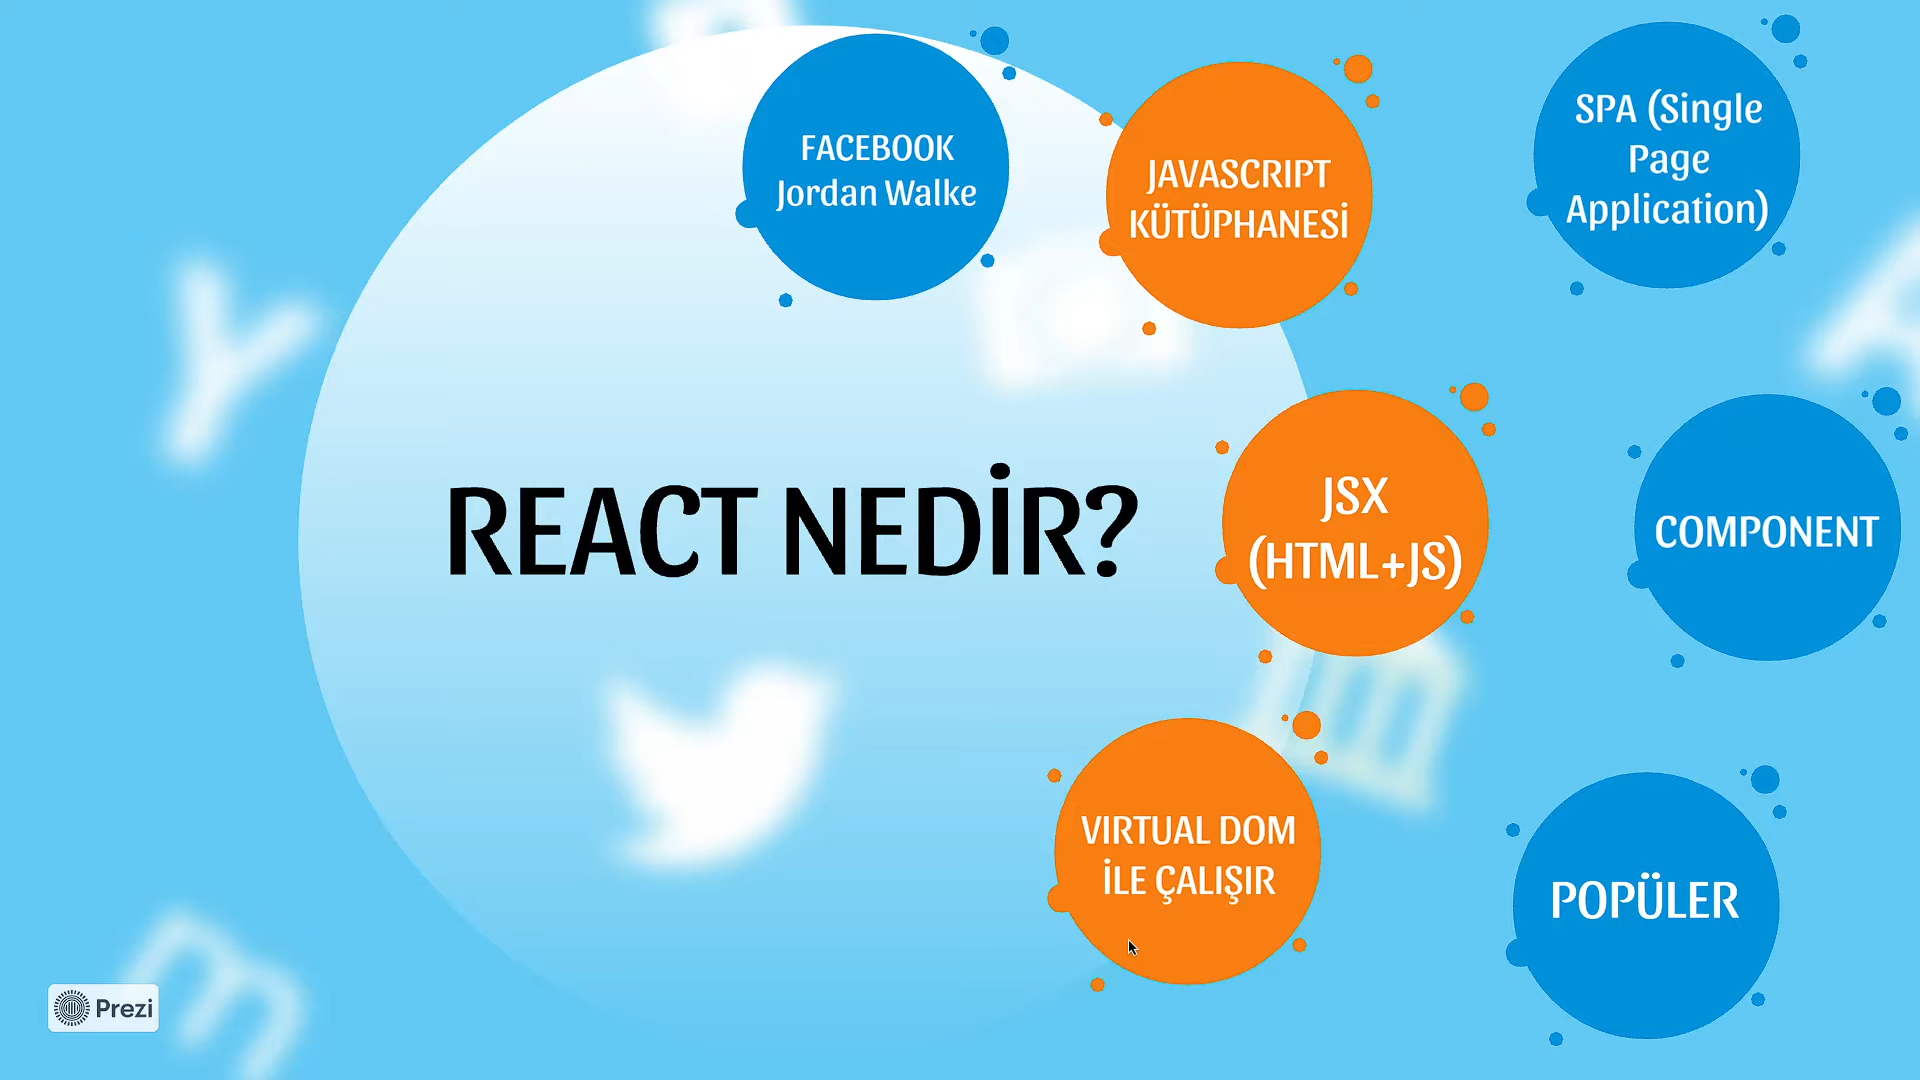 REACT NEDİR?
FACEBOOK
Jordan Walke
JAVASCRIPT
KÜTÜPHANESİ
SPA (Single
Page
Application)
JSX
(HTML+JS)
COMPONENT
VIRTUAL DOM
İLE ÇALIŞIR
POPÜLER
Prezi